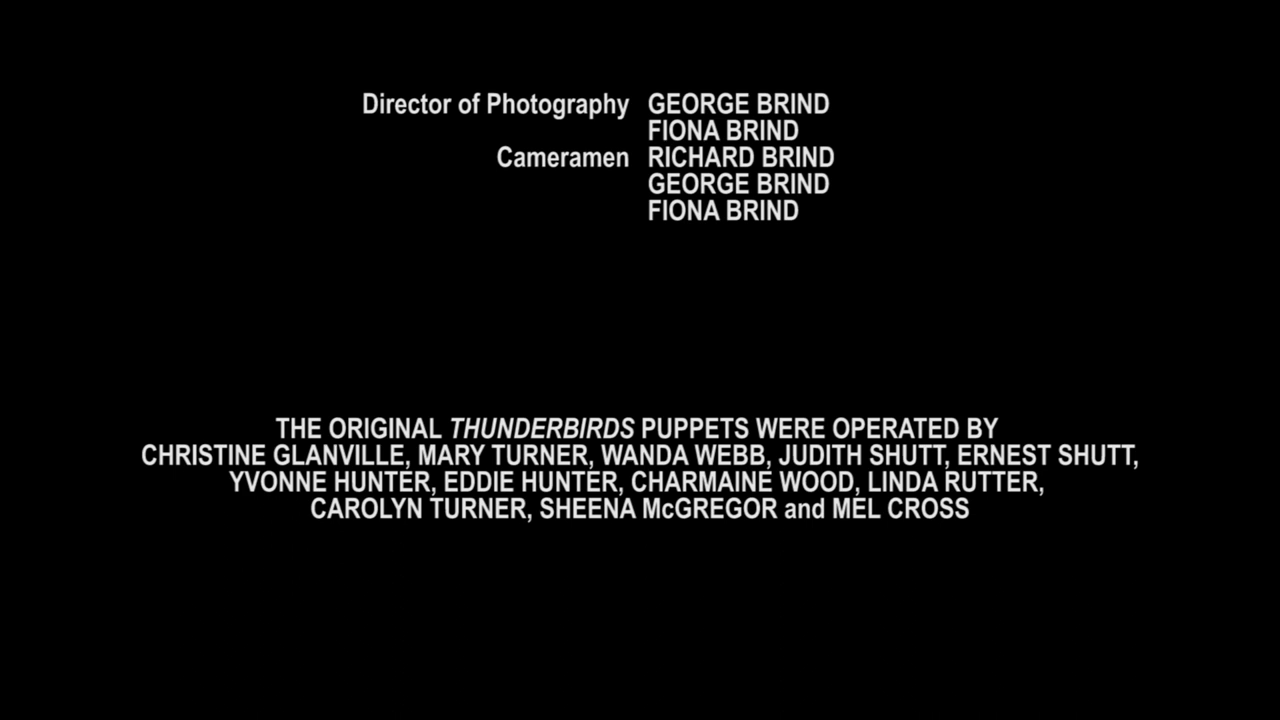 Director of Photography GEORGE BRIND
FIONA BRIND
Cameramen RICHARD BRIND
GEORGE BRIND
FIONA BRIND
THE ORIGINAL THUNDERBIRDS PUPPETS WERE OPERATED BY
CHRISTINE GLANVILLE, MARY TURNER, WANDA WEBB, JUDITH SHUTT, ERNEST SHUTT,
YVONNE HUNTER, EDDIE HUNTER, CHARMAINE WOOD, LINDA RUTTER,
CAROLYN TURNER, SHEENA McGREGOR and MEL CROSS